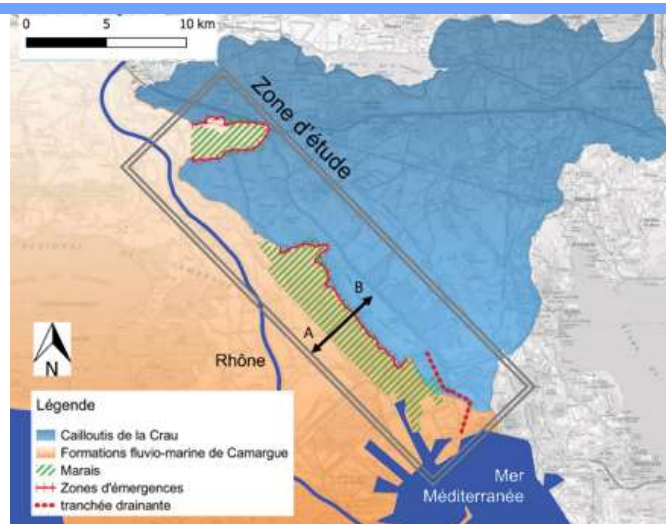 0 5 10 km
Zone d'étude
B
A
N
Rhône
Légende
Cailloutis de la Crau
Formations fluvio-marine de Camargue
Marais
Zones d'émergences
tranchée drainante
Mer
Méditerranée